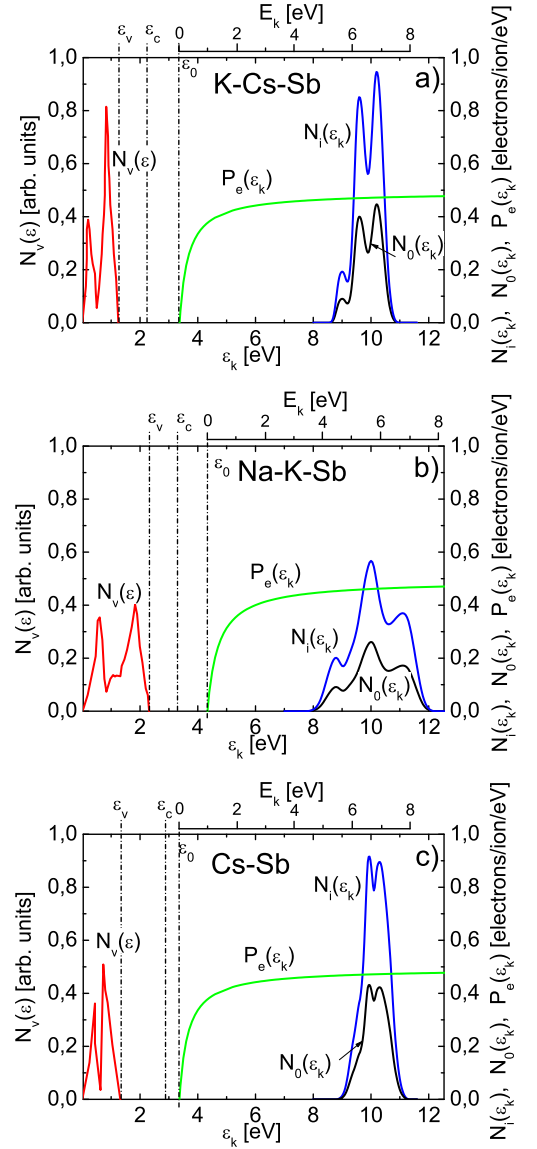 E_k [eV]
ε_v ε_c 0 2 4 6 8
ε_0
1,0 K-Cs-Sb a) 1,0
0,8 N_i(ε_k) 0,8
N_v(ε)
0,6 P_e(ε_k) 0,6
0,4 N_0(ε_k) 0,4
0,2 0,2
0,0 0,0
2 4 6 8 10 12
ε_k [eV]
N_v(ε) [arb. units]
N_i(ε_k), N_0(ε_k), P_e(ε_k) [electrons/ion/eV]
E_k [eV]
ε_v ε_c 0 2 4 6 8
1,0 ε_0 Na-K-Sb b) 1,0
0,8 0,8
0,6 P_e(ε_k) 0,6
N_v(ε)
0,4 0,4
N_i(ε_k)
0,2 N_0(ε_k) 0,2
0,0 0,0
2 4 6 8 10 12
ε_k [eV]
N_v(ε) [arb. units]
N_i(ε_k), N_0(ε_k), P_e(ε_k) [electrons/ion/eV]
E_k [eV]
ε_v ε_c 0 2 4 6 8
1,0 ε_0 1,0
Cs-Sb c)
0,8 N_i(ε_k) 0,8
0,6 N_v(ε) P_e(ε_k) 0,6
0,4 0,4
0,2 N_0(ε_k) 0,2
0,0 0,0
2 4 6 8 10 12
ε_k [eV]
N_v(ε) [arb. units]
N_i(ε_k), N_0(ε_k), P_e(ε_k) [electrons/ion/eV]